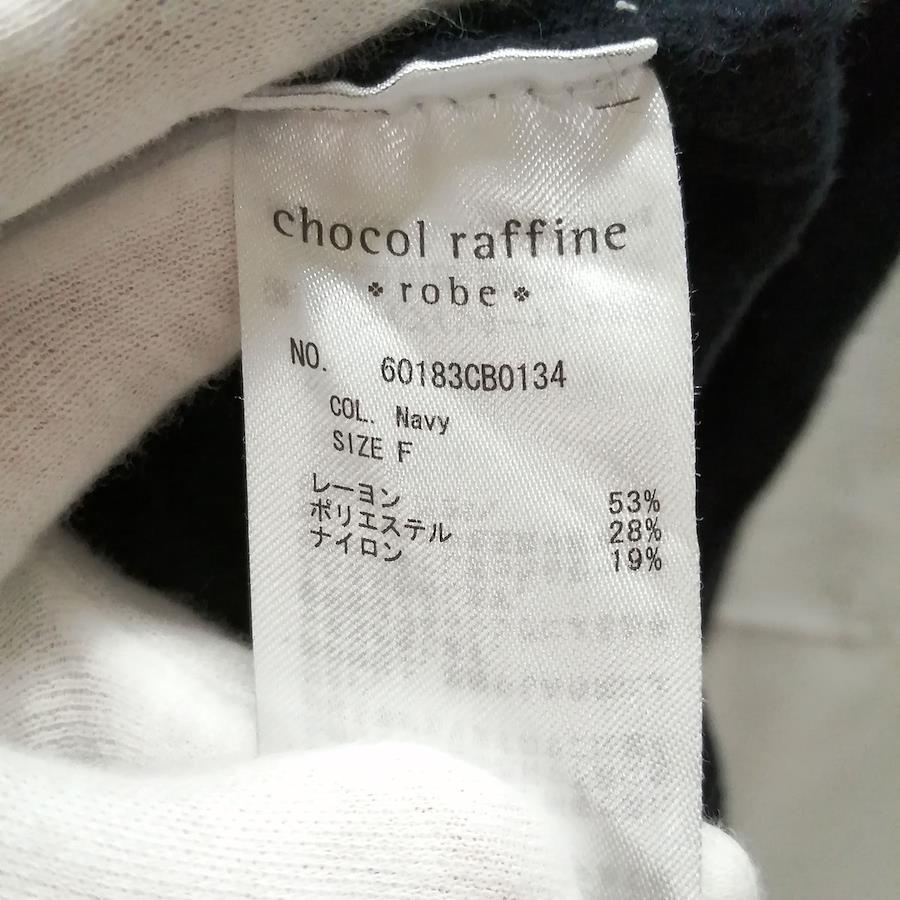 chocol raffine
robe
NO. 60183CB0134
COL. Navy
SIZE F
レーヨン 53%
ポリエステル 28%
ナイロン 19%